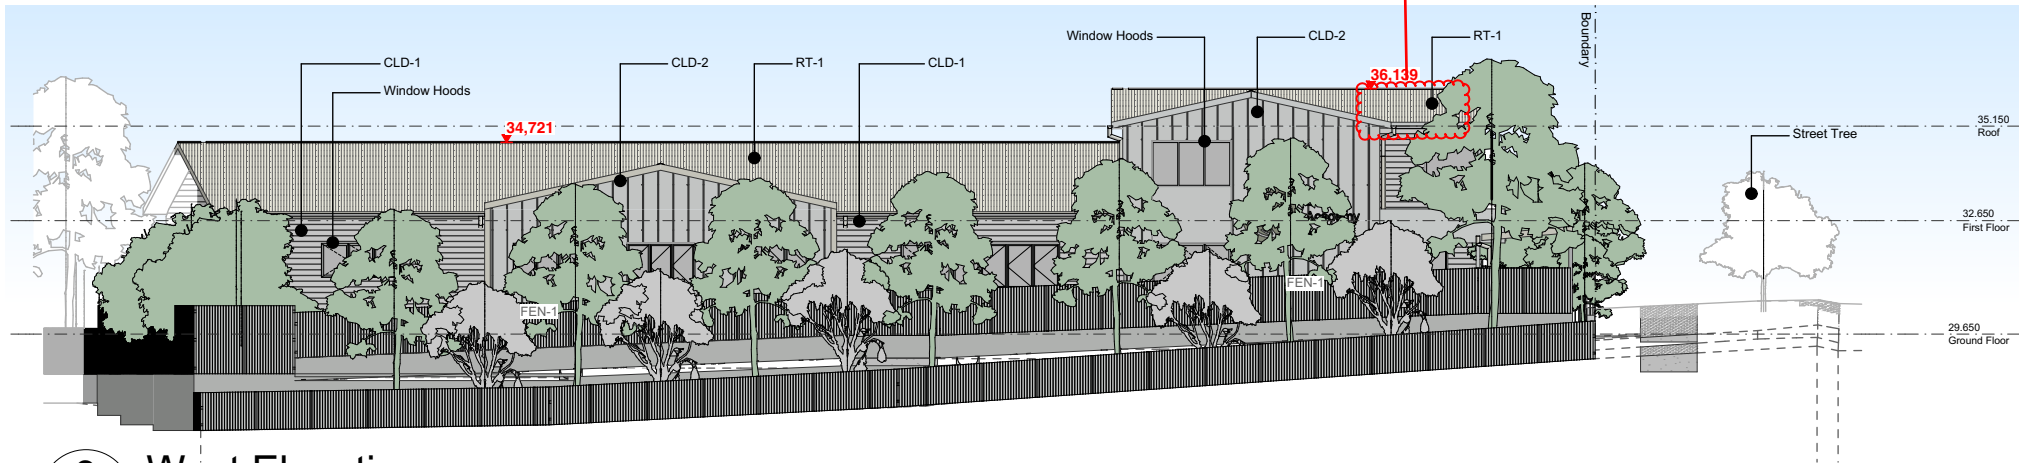 Boundary
Window Hoods
CLD-2
RT-1
CLD-1
CLD-2
RT-1
CLD-1
Window Hoods
36,139
34,721
35.150
Roof
Street Tree
32.650
First Floor
FEN-1
FEN-1
29.650
Ground Floor